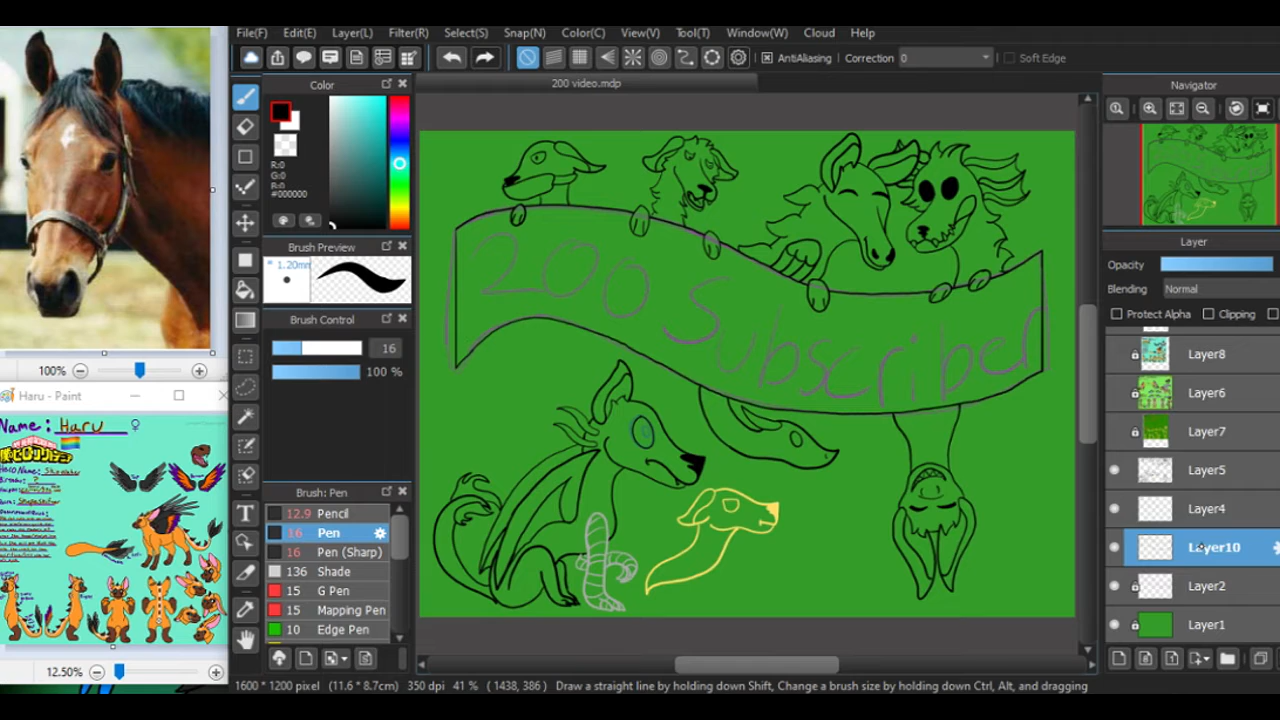 File(F) Edit(E) Layer(L) Filter(R) Select(S) Snap(N) Color(C) View(V) Tool(T) Window(W) Cloud Help
AntiAliasing Correction 0 Soft Edge
Color
200 video.mdp
Navigator
R:0
G:0
B:0
#000000
Brush Preview
* 1.20mm
Layer
Opacity
Blending Normal
Protect Alpha Clipping
Brush Control
16
100 %
200 Subscriber
100%
Haru - Paint
Name: Haru
Layer8
Layer6
Layer7
Layer5
Layer4
Layer10
Layer2
Layer1
Brush: Pen
12.9 Pencil
16 Pen
16 Pen (Sharp)
136 Shade
15 G Pen
15 Mapping Pen
10 Edge Pen
12.50%
1600 * 1200 pixel (11.6 * 8.7cm) 350 dpi 41 % ( 1438, 386 ) Draw a straight line by holding down Shift, Change a brush size by holding down Ctrl, Alt, and dragging